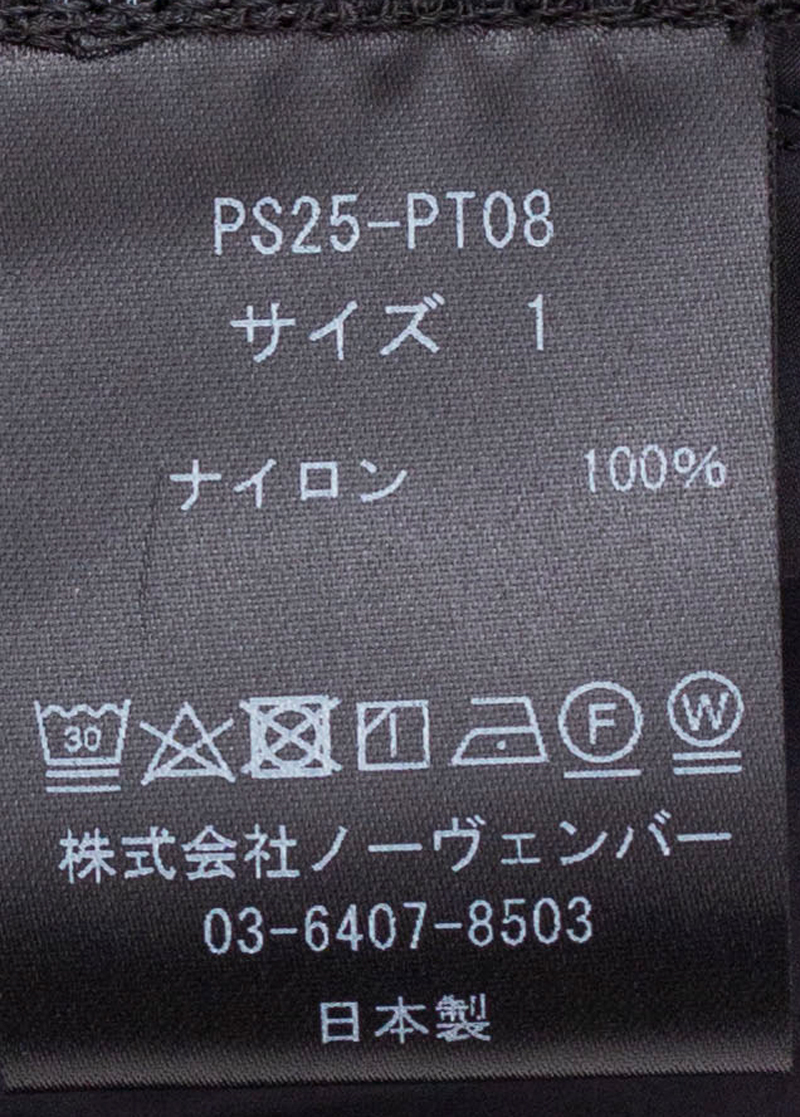 PS25-PT08
サイズ 1
ナイロン 100%
30 F W
株式会社ノーヴェンバー
03-6407-8503
日本製